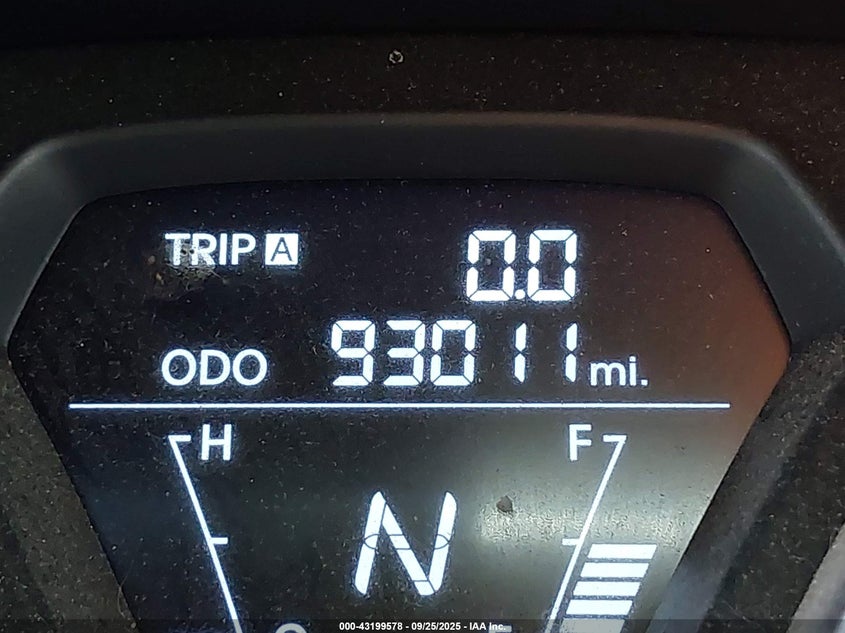 TRIP A 0.0
ODO 93011 mi.
H F
N
000-43199578 - 09/25/2025 - IAA Inc.